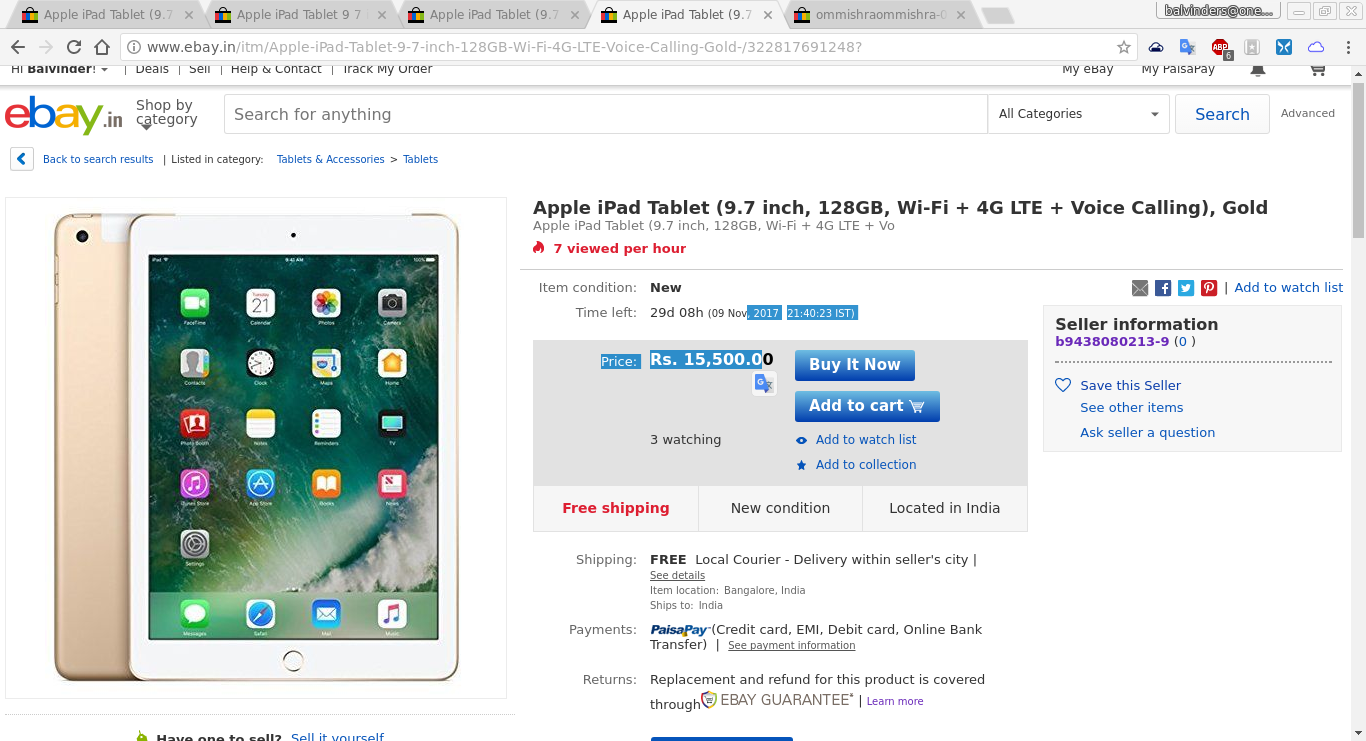 Apple iPad Tablet (9.7
Apple iPad Tablet 9 7
Apple iPad Tablet (9.7
Apple iPad Tablet (9.7
ommishraommishra-0
balvinders@one...
www.ebay.in/itm/Apple-iPad-Tablet-9-7-inch-128GB-Wi-Fi-4G-LTE-Voice-Calling-Gold-/322817691248?
ABP
6
Hi Balvinder! | Deals | Sell | Help & Contact | Track My Order
My eBay My PaisaPay
ebay.in
Shop by category
Search for anything
All Categories
Search
Advanced
Back to search results | Listed in category: Tablets & Accessories > Tablets
Apple iPad Tablet (9.7 inch, 128GB, Wi-Fi + 4G LTE + Voice Calling), Gold
Apple iPad Tablet (9.7 inch, 128GB, Wi-Fi + 4G LTE + Vo
7 viewed per hour
Item condition: New
Time left: 29d 08h (09 Nov, 2017 21:40:23 IST)
| Add to watch list
Price: Rs. 15,500.00
Buy It Now
Add to cart
3 watching
Add to watch list
Add to collection
Free shipping
New condition
Located in India
Seller information
b9438080213-9 (0 )
Save this Seller
See other items
Ask seller a question
Shipping: FREE Local Courier - Delivery within seller's city |
See details
Item location: Bangalore, India
Ships to: India
Payments: PaisaPay (Credit card, EMI, Debit card, Online Bank
Transfer) | See payment information
Returns: Replacement and refund for this product is covered
through EBAY GUARANTEE* | Learn more
iPad
9:41 AM
100%
Tuesday
21
FaceTime Calendar Photos Camera
Contacts Clock Maps Home
Photo Booth Notes Reminders TV
iTunes Store App Store Books News
Settings
Messages Safari Mail Music
Have one to sell? Sell it yourself